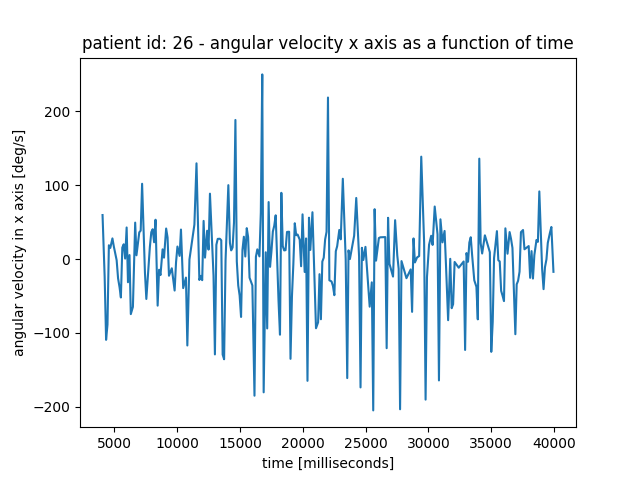 patient id: 26 - angular velocity x axis as a function of time
angular velocity in x axis [deg/s]
200
100
0
−100
−200
5000 10000 15000 20000 25000 30000 35000 40000
time [milliseconds]